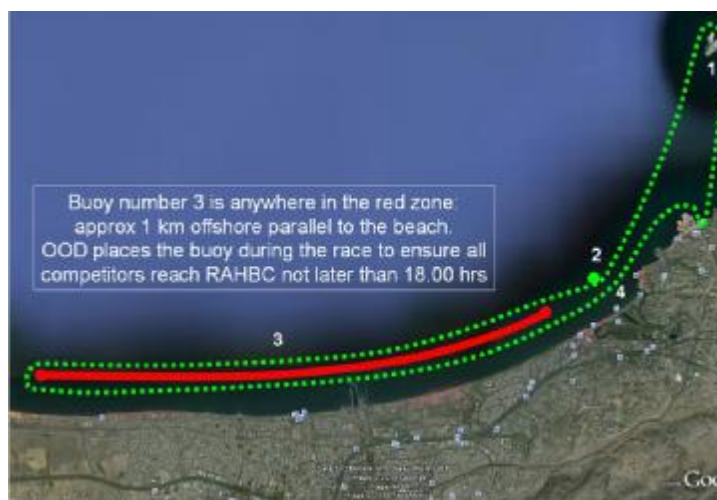 1
Buoy number 3 is anywhere in the red zone:
approx 1 km offshore parallel to the beach.
OOD places the buoy during the race to ensure all
competitors reach RAHBC not later than 18.00 hrs
2
4
3
Goo